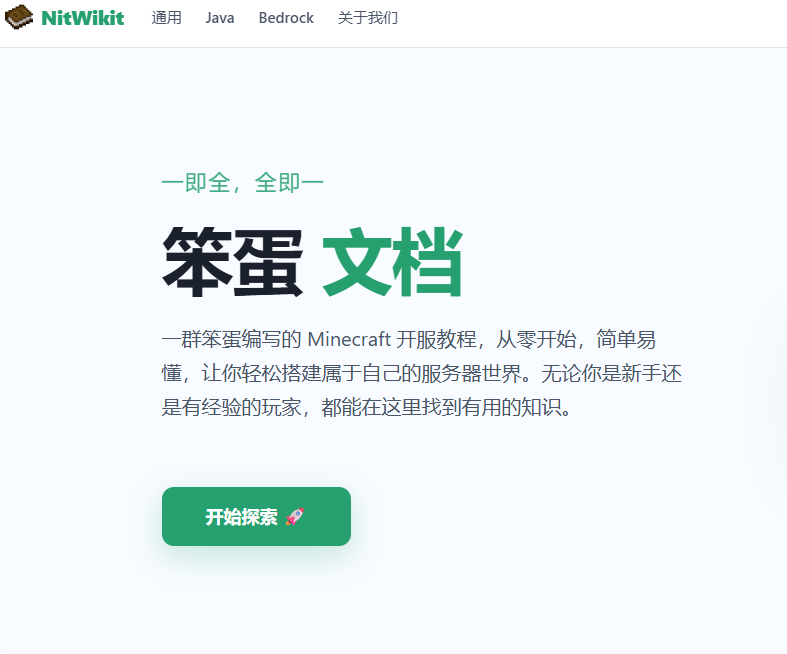 NitWikit 通用 Java Bedrock 关于我们
一即全，全即一
笨蛋 文档
一群笨蛋编写的 Minecraft 开服教程，从零开始，简单易
懂，让你轻松搭建属于自己的服务器世界。无论你是新手还
是有经验的玩家，都能在这里找到有用的知识。
开始探索 🚀